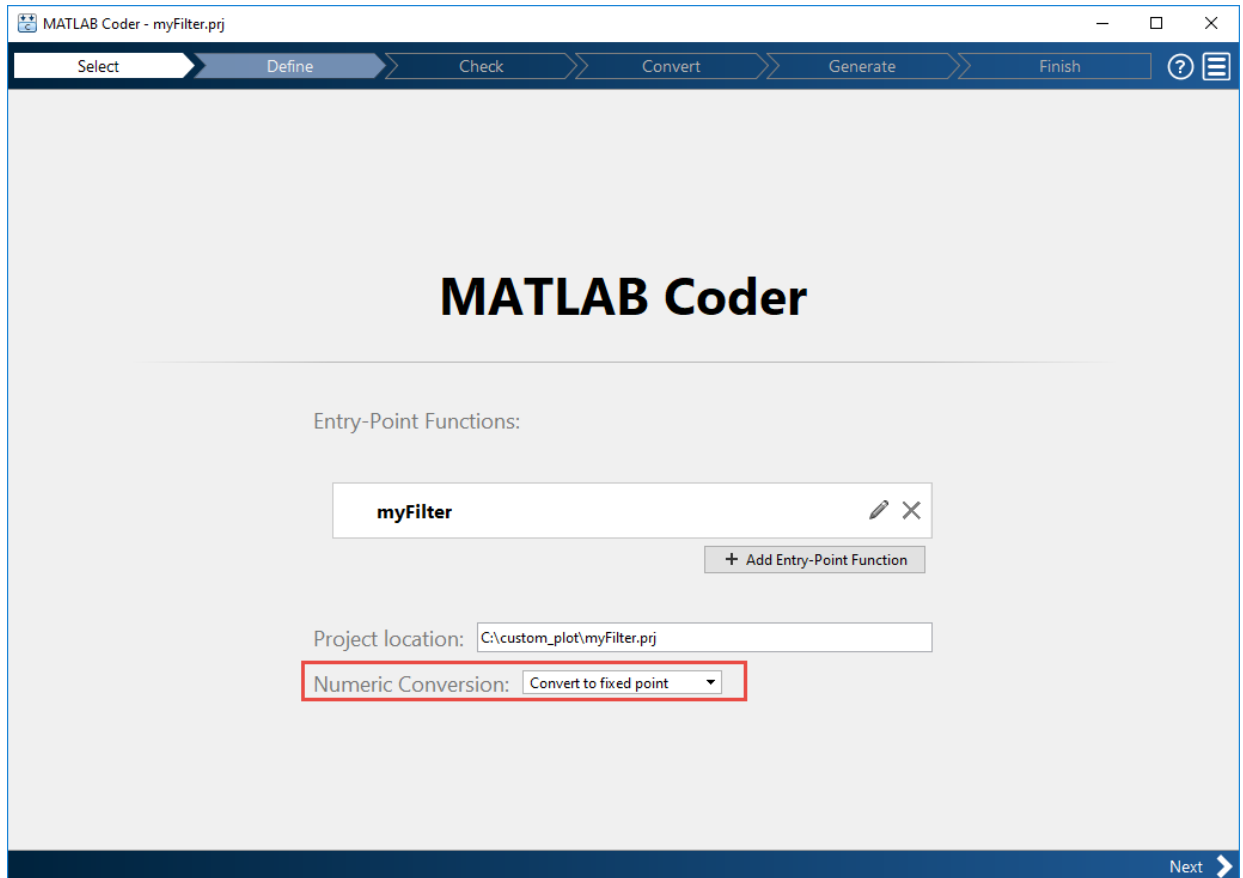 MATLAB Coder - myFilter.prj
Select Define Check Convert Generate Finish ?
MATLAB Coder
Entry-Point Functions:
myFilter
+ Add Entry-Point Function
Project location: C:\custom_plot\myFilter.prj
Numeric Conversion: Convert to fixed point
Next